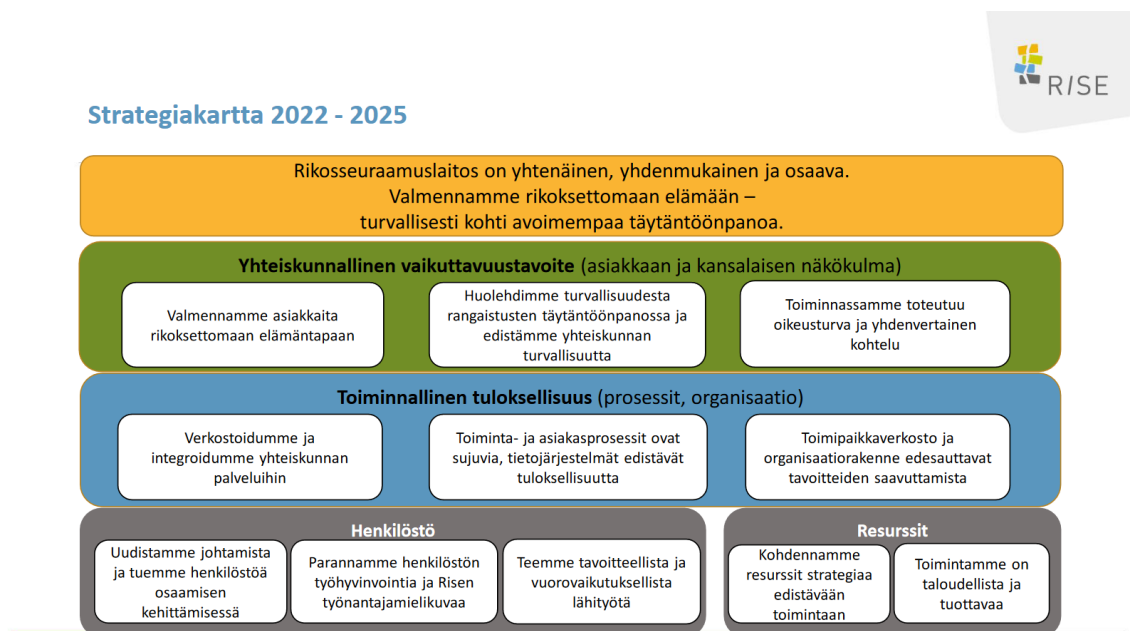 RISE
Strategiakartta 2022 - 2025
Rikosseuraamuslaitos on yhtenäinen, yhdenmukainen ja osaava.
Valmennamme rikoksettomaan elämään –
turvallisesti kohti avoimempaa täytäntöönpanoa.
Yhteiskunnallinen vaikuttavuustavoite (asiakkaan ja kansalaisen näkökulma)
Valmennamme asiakkaita
rikoksettomaan elämäntapaan
Huolehdimme turvallisuudesta
rangaistusten täytäntöönpanossa ja
edistämme yhteiskunnan
turvallisuutta
Toiminnassamme toteutuu
oikeusturva ja yhdenvertainen
kohtelu
Toiminnallinen tuloksellisuus (prosessit, organisaatio)
Verkostoidumme ja
integroidumme yhteiskunnan
palveluihin
Toiminta- ja asiakasprosessit ovat
sujuvia, tietojärjestelmät edistävät
tuloksellisuutta
Toimipaikkaverkosto ja
organisaatiorakenne edesauttavat
tavoitteiden saavuttamista
Henkilöstö
Uudistamme johtamista
ja tuemme henkilöstöä
osaamisen
kehittämisessä
Parannamme henkilöstön
työhyvinvointia ja Risen
työnantajamielikuvaa
Teemme tavoitteellista ja
vuorovaikutuksellista
lähityötä
Resurssit
Kohdennamme
resurssit strategiaa
edistävään
toimintaan
Toimintamme on
taloudellista ja
tuottavaa